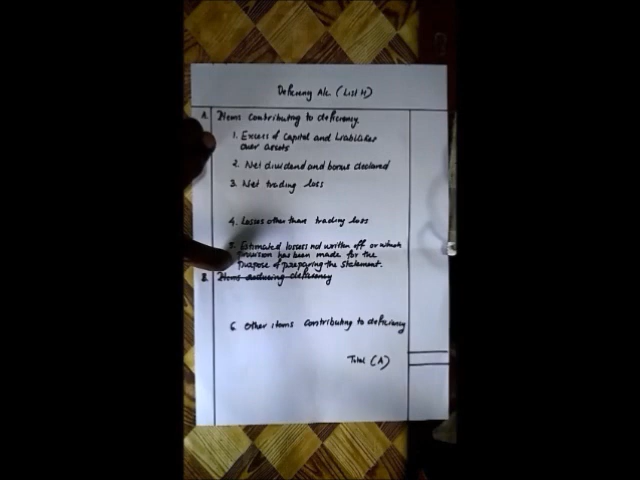 Deficiency A/c (List H)
A. Items contributing to deficiency.
1. Excess of Capital and Liabilities
over assets
2. Net dividend and bonus declared
3. Net trading loss
4. Losses other than trading loss
5. Estimated losses not written off or which
provision has been made for the
purpose of preparing the Statement.
B. Items reducing deficiency
6. Other items contributing to deficiency
Total (A)